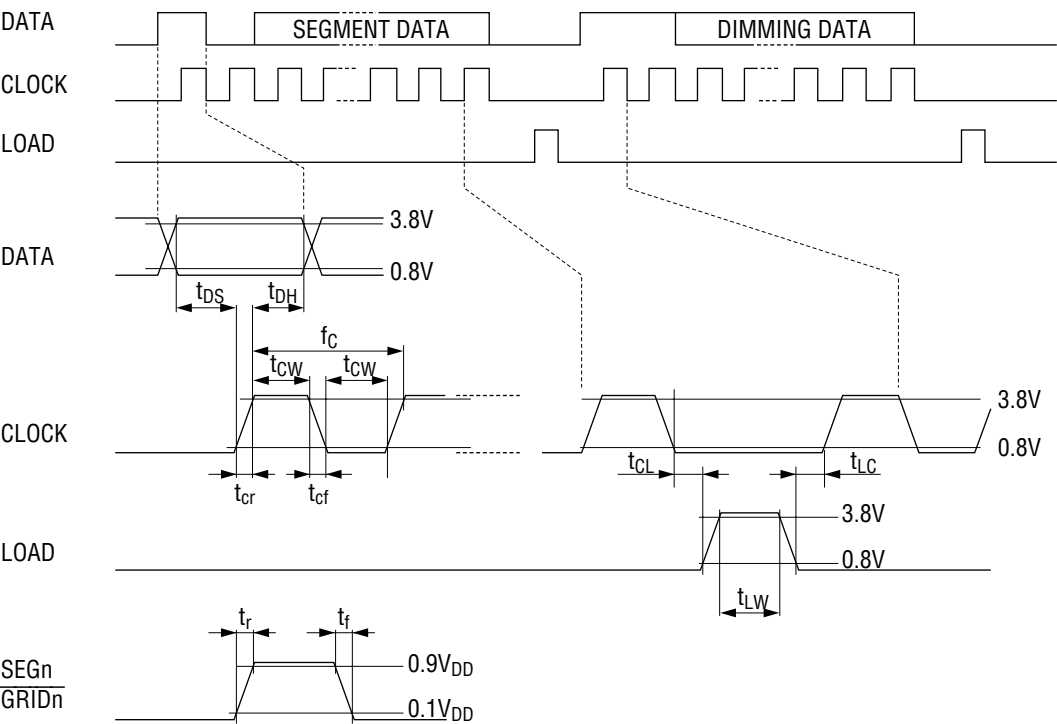 DATA SEGMENT DATA DIMMING DATA
CLOCK
LOAD
3.8V
DATA
0.8V
tDS tDH
fC
tCW tCW
3.8V
CLOCK
0.8V
tCL tLC
tcr tcf
3.8V
LOAD
0.8V
tLW
tr tf
0.9VDD
SEGn
GRIDn
0.1VDD